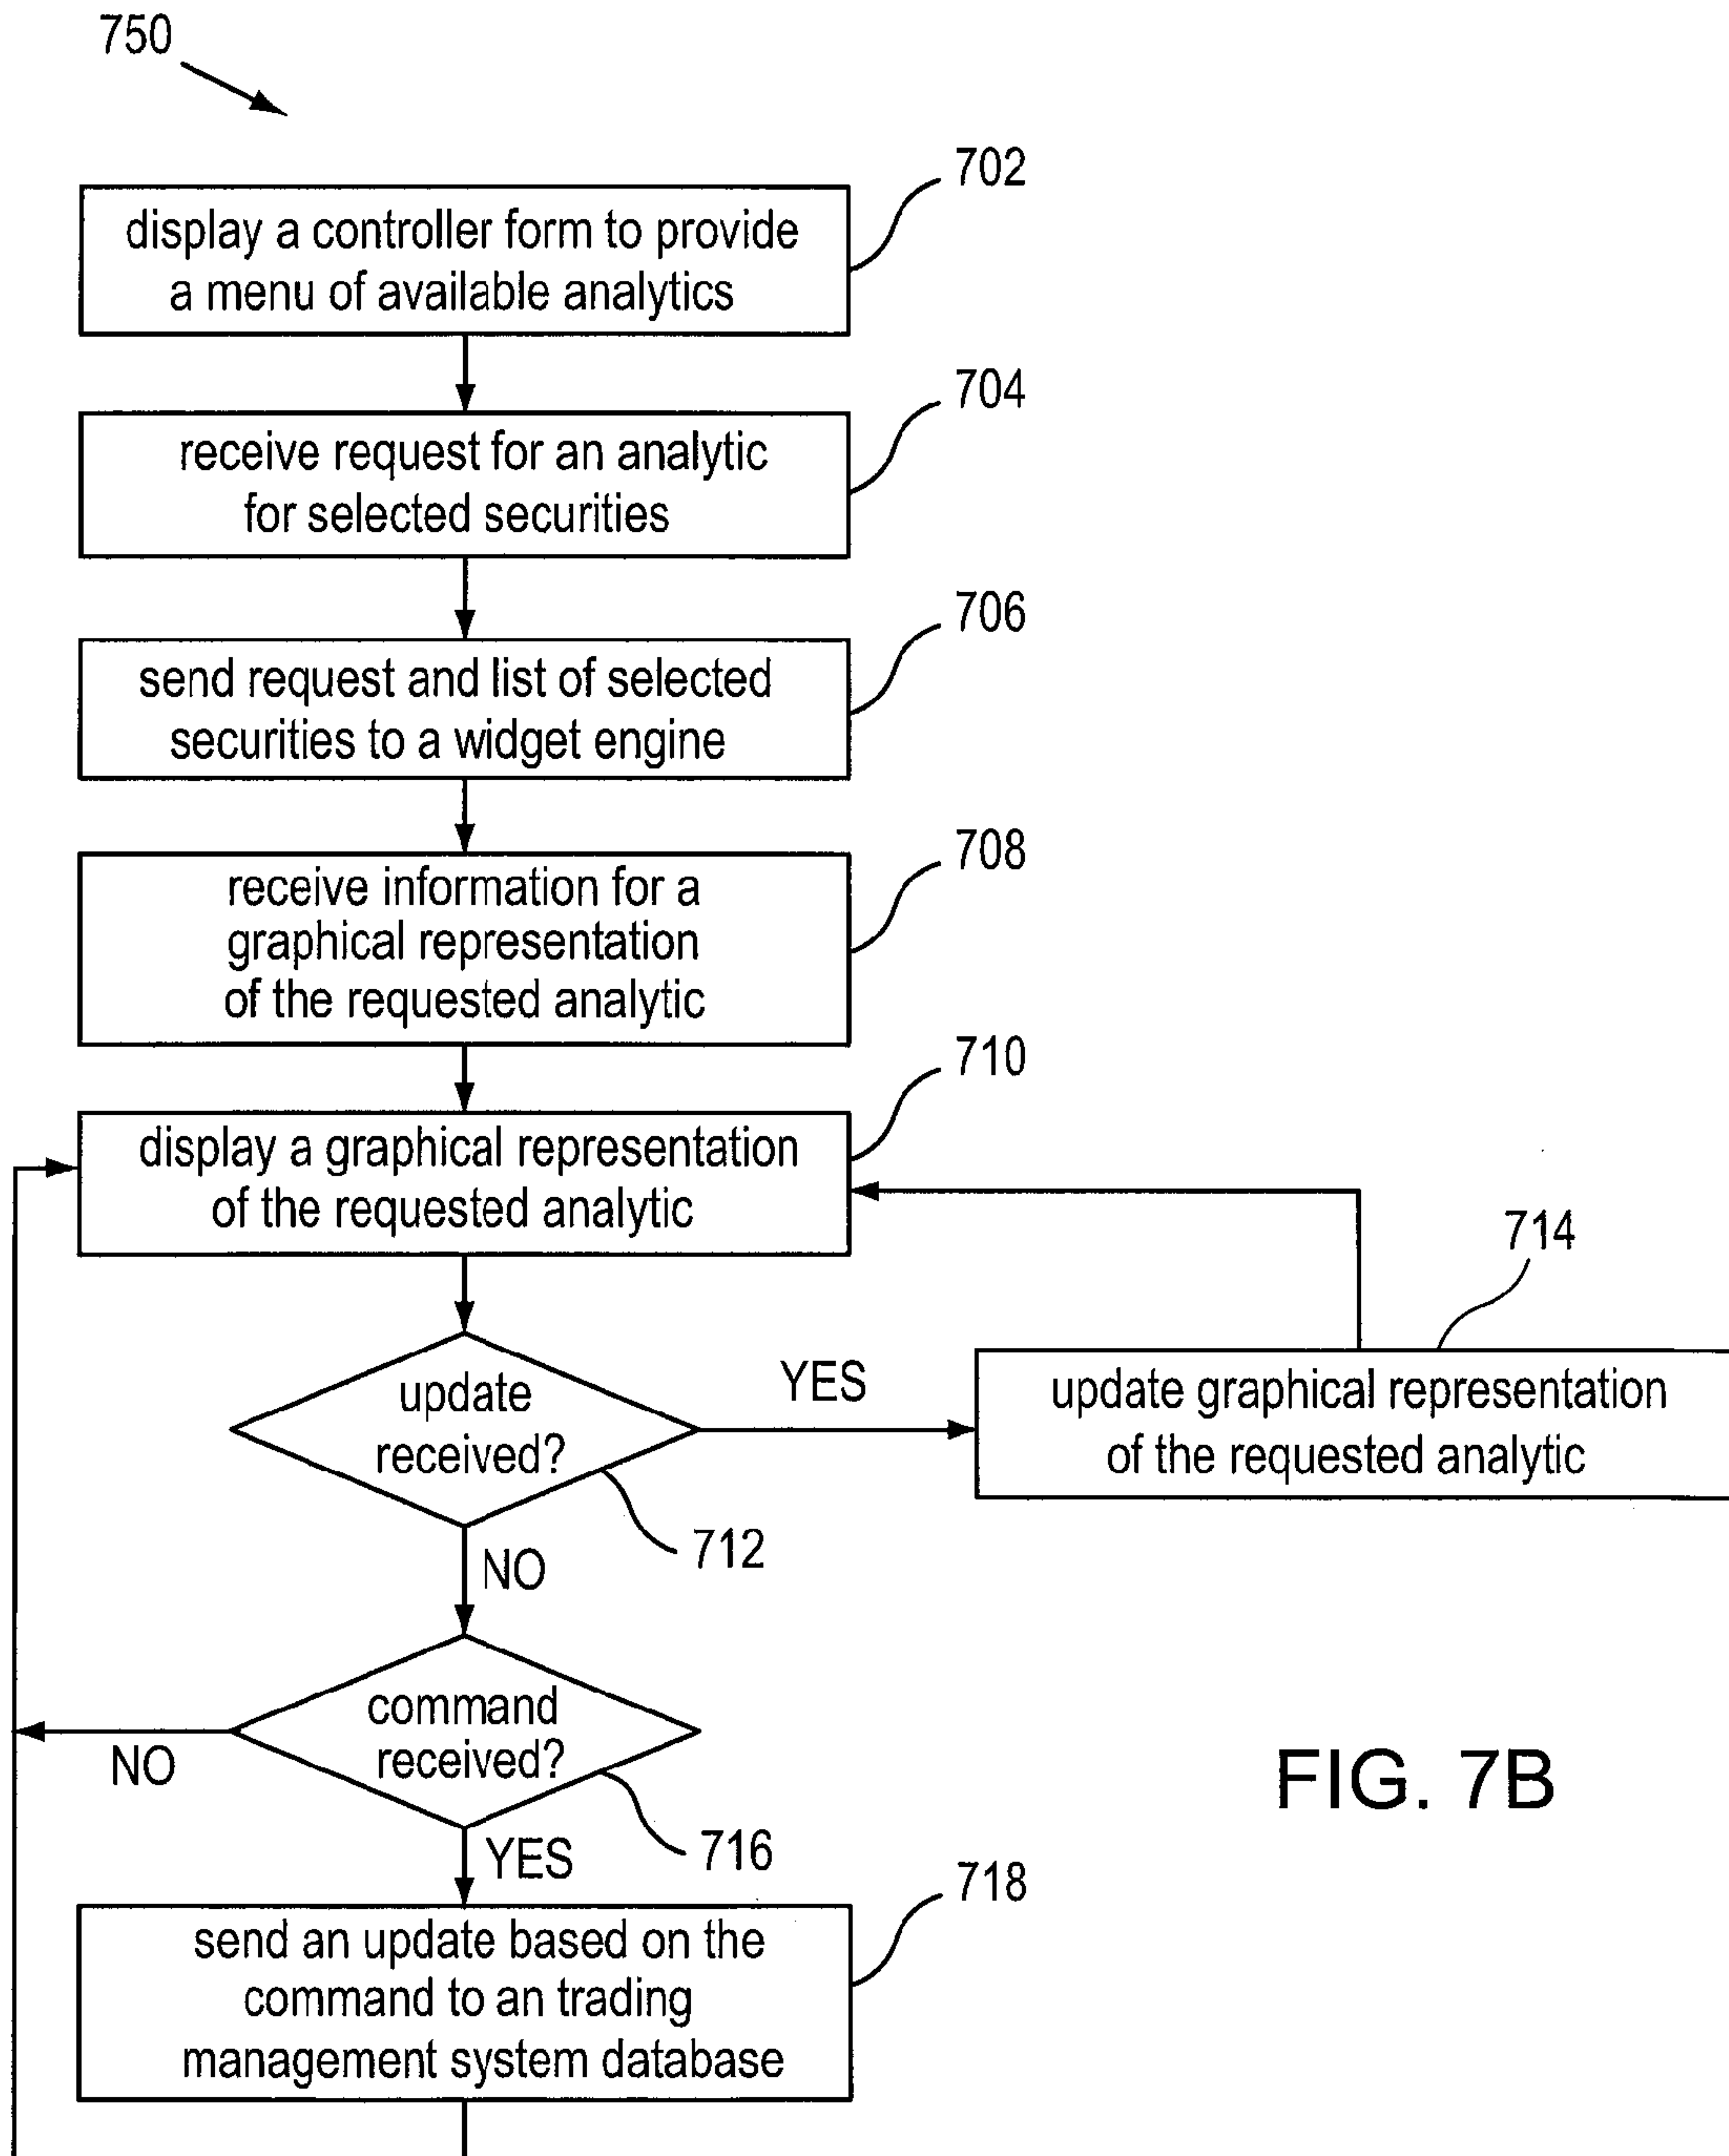 750
702
display a controller form to provide
a menu of available analytics
704
receive request for an analytic
for selected securities
706
send request and list of selected
securities to a widget engine
708
receive information for a
graphical representation
of the requested analytic
710
display a graphical representation
of the requested analytic
714
update graphical representation
of the requested analytic
YES
update
received?
712
NO
command
received?
NO
716
YES
718
send an update based on the
command to an trading
management system database
FIG. 7B